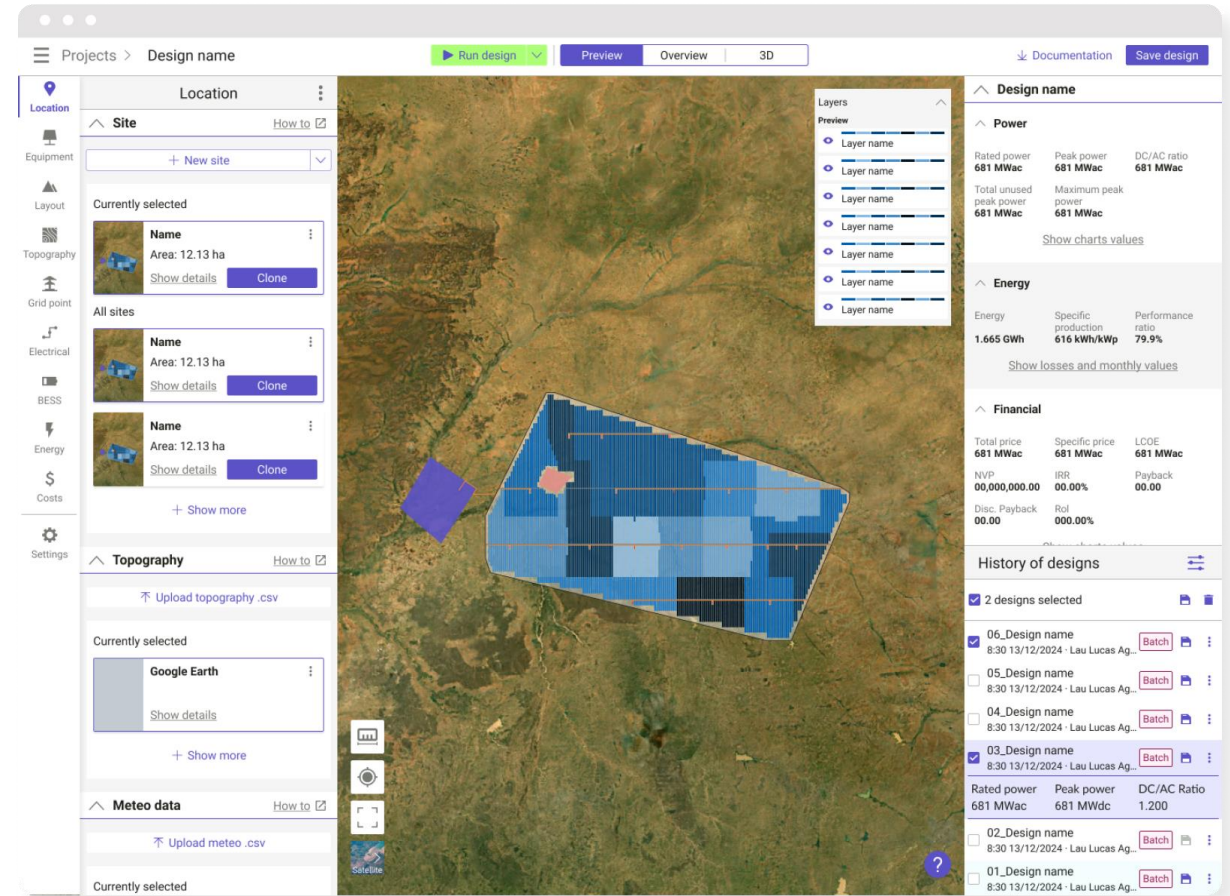 Projects > Design name
Run design
Preview
Overview
3D
Documentation
Save design
Location
Equipment
Layout
Topography
Grid point
Electrical
BESS
Energy
$
Costs
Settings
Location
Site
How to
+ New site
Currently selected
Name
Area: 12.13 ha
Show details
Clone
All sites
Name
Area: 12.13 ha
Show details
Clone
Name
Area: 12.13 ha
Show details
Clone
+ Show more
Topography
How to
Upload topography .csv
Currently selected
Google Earth
Show details
+ Show more
Meteo data
How to
Upload meteo .csv
Currently selected
Layers
Preview
Layer name
Layer name
Layer name
Layer name
Layer name
Layer name
Layer name
Satellite
?
Design name
Power
Rated power
681 MWac
Peak power
681 MWac
DC/AC ratio
681 MWac
Total unused
peak power
681 MWac
Maximum peak
power
681 MWac
Show charts values
Energy
Energy
1.665 GWh
Specific
production
616 kWh/kWp
Performance
ratio
79.9%
Show losses and monthly values
Financial
Total price
681 MWac
Specific price
681 MWac
LCOE
681 MWac
NVP
00,000,000.00
IRR
00.00%
Payback
00.00
Disc. Payback
00.00
RoI
000.00%
History of designs
2 designs selected
06_Design name
8:30 13/12/2024 · Lau Lucas Ag...
Batch
05_Design name
8:30 13/12/2024 · Lau Lucas Ag...
Batch
04_Design name
8:30 13/12/2024 · Lau Lucas Ag...
Batch
03_Design name
8:30 13/12/2024 · Lau Lucas Ag...
Batch
Rated power
681 MWac
Peak power
681 MWdc
DC/AC Ratio
1.200
02_Design name
8:30 13/12/2024 · Lau Lucas Ag...
Batch
01_Design name
8:30 13/12/2024 · Lau Lucas Ag...
Batch